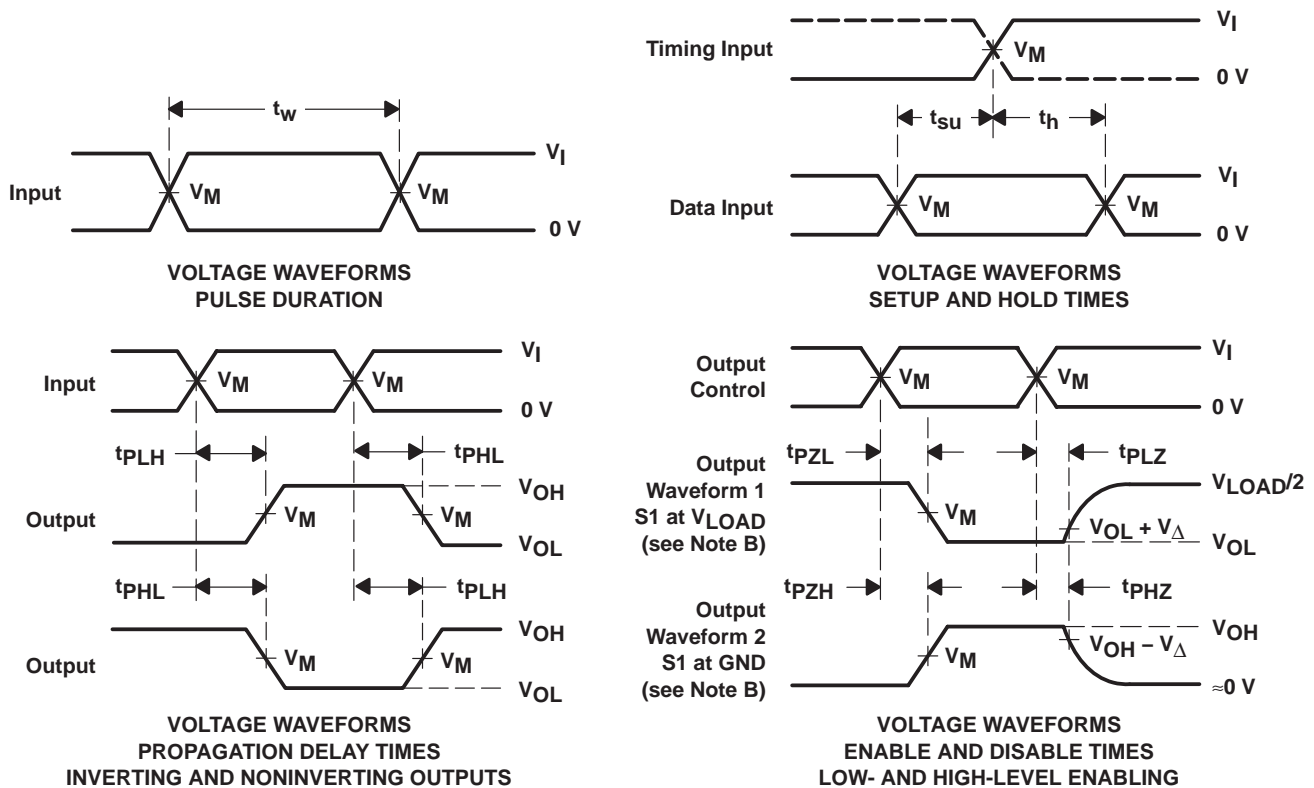 tw
Input
VM
VM
VI
0 V
VOLTAGE WAVEFORMS
PULSE DURATION
Timing Input
VM
VI
0 V
tsu
th
Data Input
VM
VM
VI
0 V
VOLTAGE WAVEFORMS
SETUP AND HOLD TIMES
Input
VM
VM
VI
0 V
tPLH
tPHL
Output
VM
VM
VOH
VOL
tPHL
tPLH
Output
VM
VM
VOH
VOL
VOLTAGE WAVEFORMS
PROPAGATION DELAY TIMES
INVERTING AND NONINVERTING OUTPUTS
Output
Control
VM
VM
VI
0 V
tPZL
tPLZ
Output
Waveform 1
S1 at VLOAD
(see Note B)
VM
VLOAD/2
VOL + VΔ
VOL
tPZH
tPHZ
Output
Waveform 2
S1 at GND
(see Note B)
VM
VOH
VOH − VΔ
≈0 V
VOLTAGE WAVEFORMS
ENABLE AND DISABLE TIMES
LOW- AND HIGH-LEVEL ENABLING